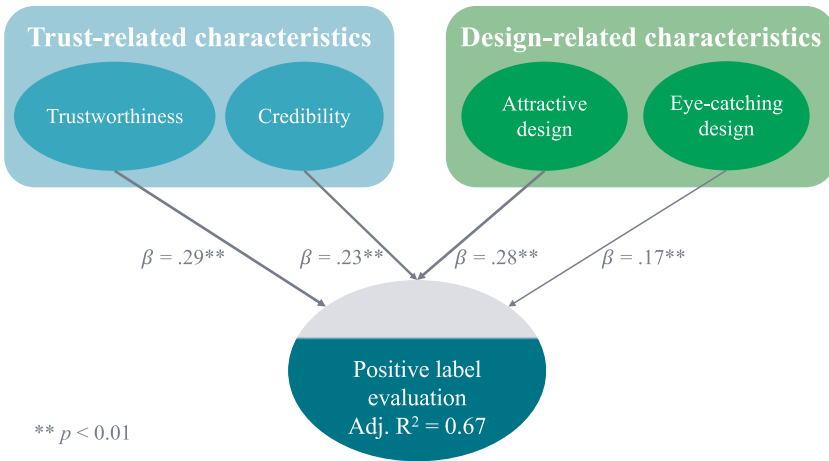 Trust-related characteristics
Design-related characteristics
Trustworthiness
Credibility
Attractive
design
Eye-catching
design
β = .29**
β = .23**
β = .28**
β = .17**
Positive label
evaluation
Adj. R² = 0.67
** p < 0.01